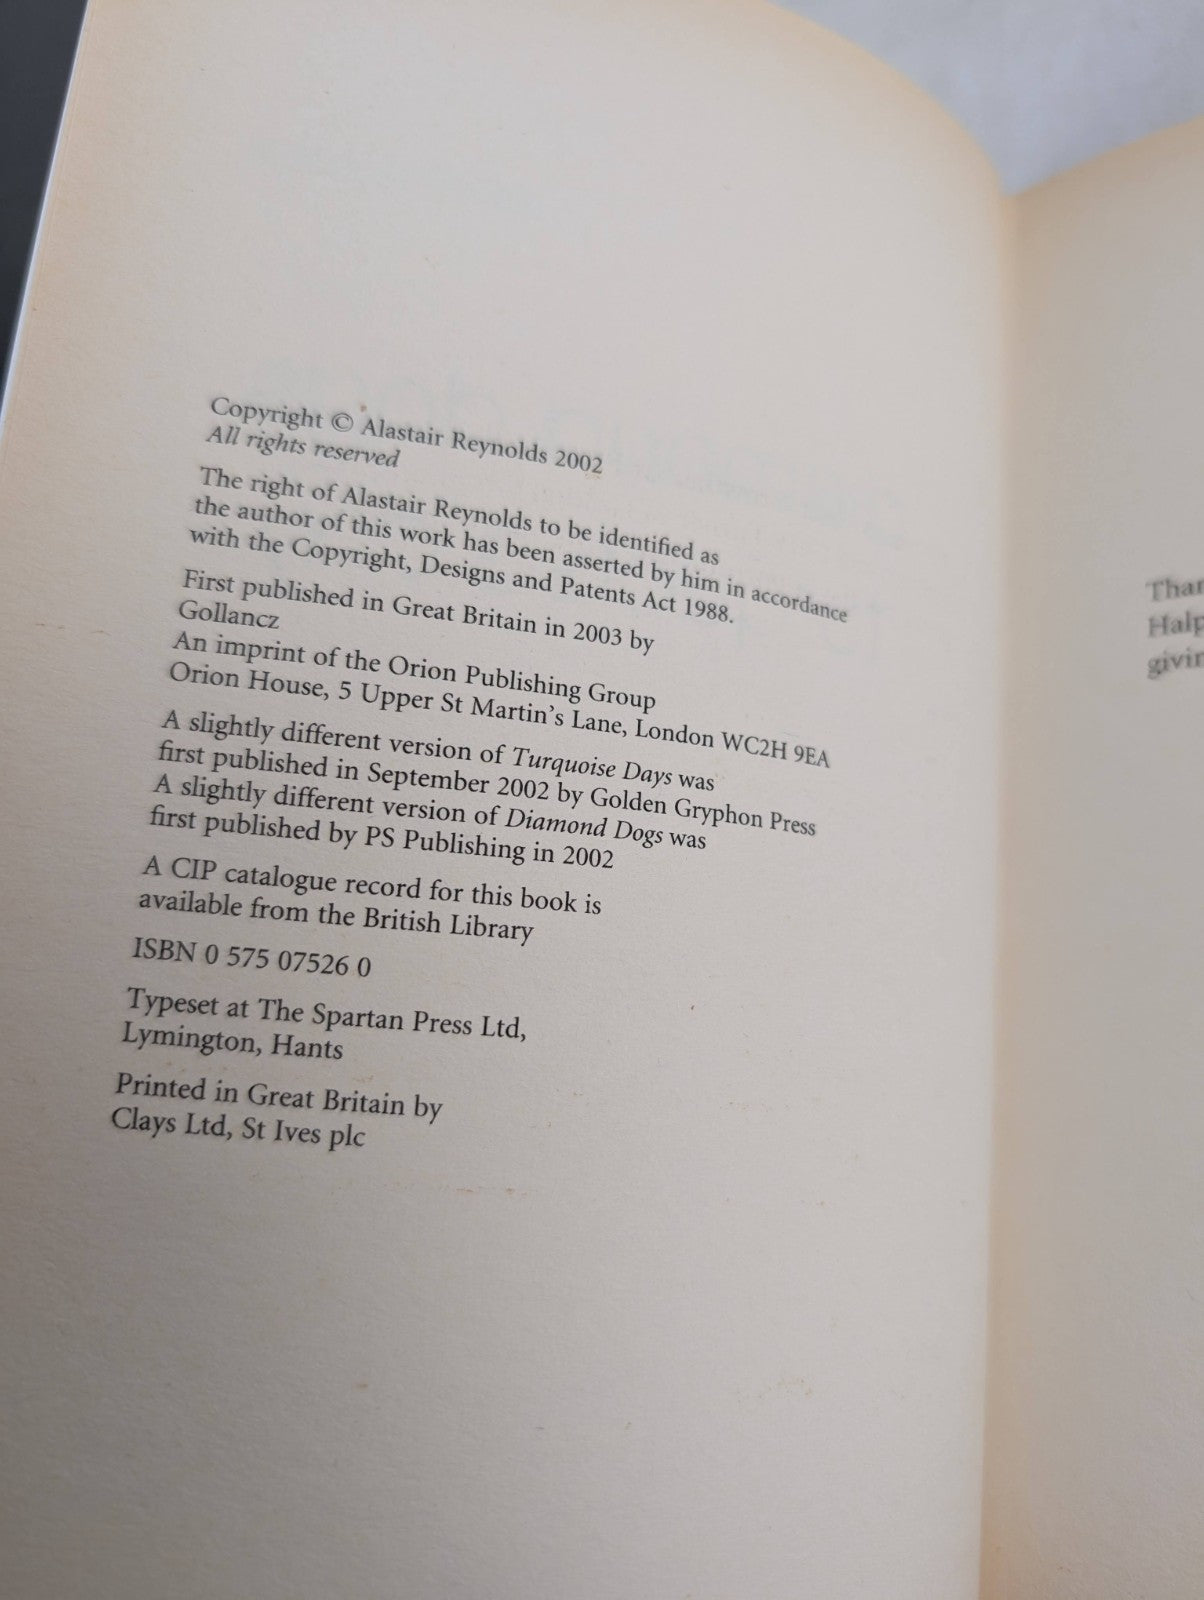 Copyright © Alastair Reynolds 2002
All rights reserved
The right of Alastair Reynolds to be identified as
the author of this work has been asserted by him in accordance
with the Copyright, Designs and Patents Act 1988.
First published in Great Britain in 2003 by
Gollancz
An imprint of the Orion Publishing Group
Orion House, 5 Upper St Martin's Lane, London WC2H 9EA
A slightly different version of Turquoise Days was
first published in September 2002 by Golden Gryphon Press
A slightly different version of Diamond Dogs was
first published by PS Publishing in 2002
A CIP catalogue record for this book is
available from the British Library
ISBN 0 575 07526 0
Typeset at The Spartan Press Ltd,
Lymington, Hants
Printed in Great Britain by
Clays Ltd, St Ives plc